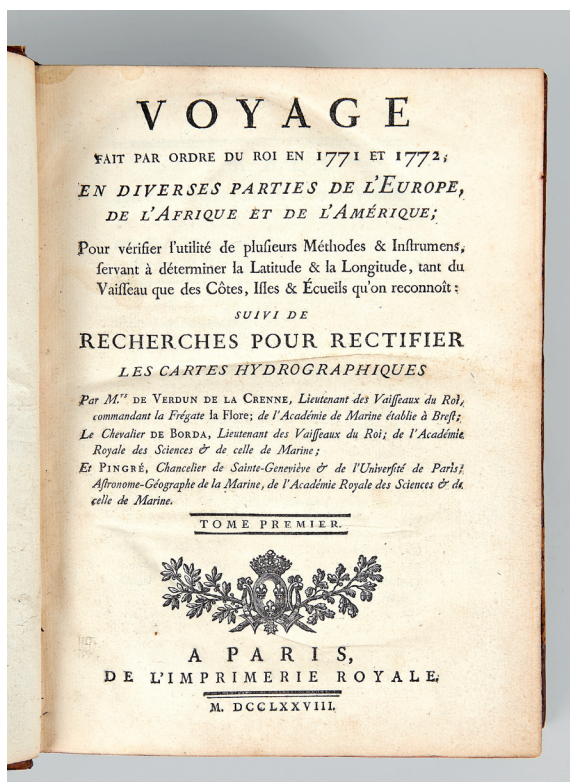 VOYAGE
FAIT PAR ORDRE DU ROI EN 1771 ET 1772,
EN DIVERSES PARTIES DE L'EUROPE,
DE L'AFRIQUE ET DE L'AMÉRIQUE;
Pour vérifier l'utilité de pluſieurs Méthodes & Inſtrumens,
ſervant à déterminer la Latitude & la Longitude, tant du
Vaiſſeau que des Côtes, Iſles & Écueils qu'on reconnoît:
SUIVI DE
RECHERCHES POUR RECTIFIER
LES CARTES HYDROGRAPHIQUES
Par M.rs DE VERDUN DE LA CRENNE, Lieutenant des Vaiſſeaux du Roi,
commandant la Frégate la Flore; de l'Académie de Marine établie à Breſt;
Le Chevalier DE BORDA, Lieutenant des Vaiſſeaux du Roi; de l'Académie
Royale des Sciences & de celle de Marine;
Et PINGRÉ, Chancelier de Sainte-Geneviève & de l'Univerſité de Paris,
Aſtronome-Géographe de la Marine, de l'Académie Royale des Sciences & de
celle de Marine.
TOME PREMIER.
A PARIS,
DE L'IMPRIMERIE ROYALE.
M. DCCLXXVIII.